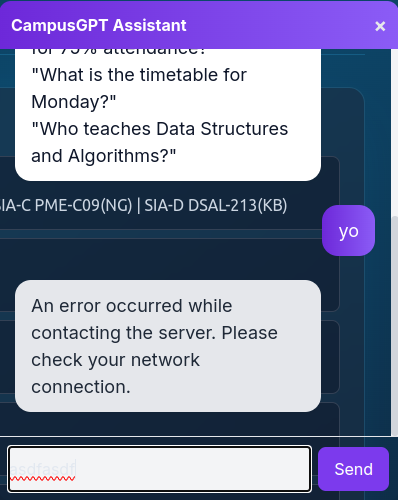 CampusGPT Assistant ×
for 75% attendance?"
"What is the timetable for
Monday?"
"Who teaches Data Structures
and Algorithms?"
SIA-C PME-C09(NG) | SIA-D DSAL-213(KB)
yo
An error occurred while
contacting the server. Please
check your network
connection.
asdfasdf
Send